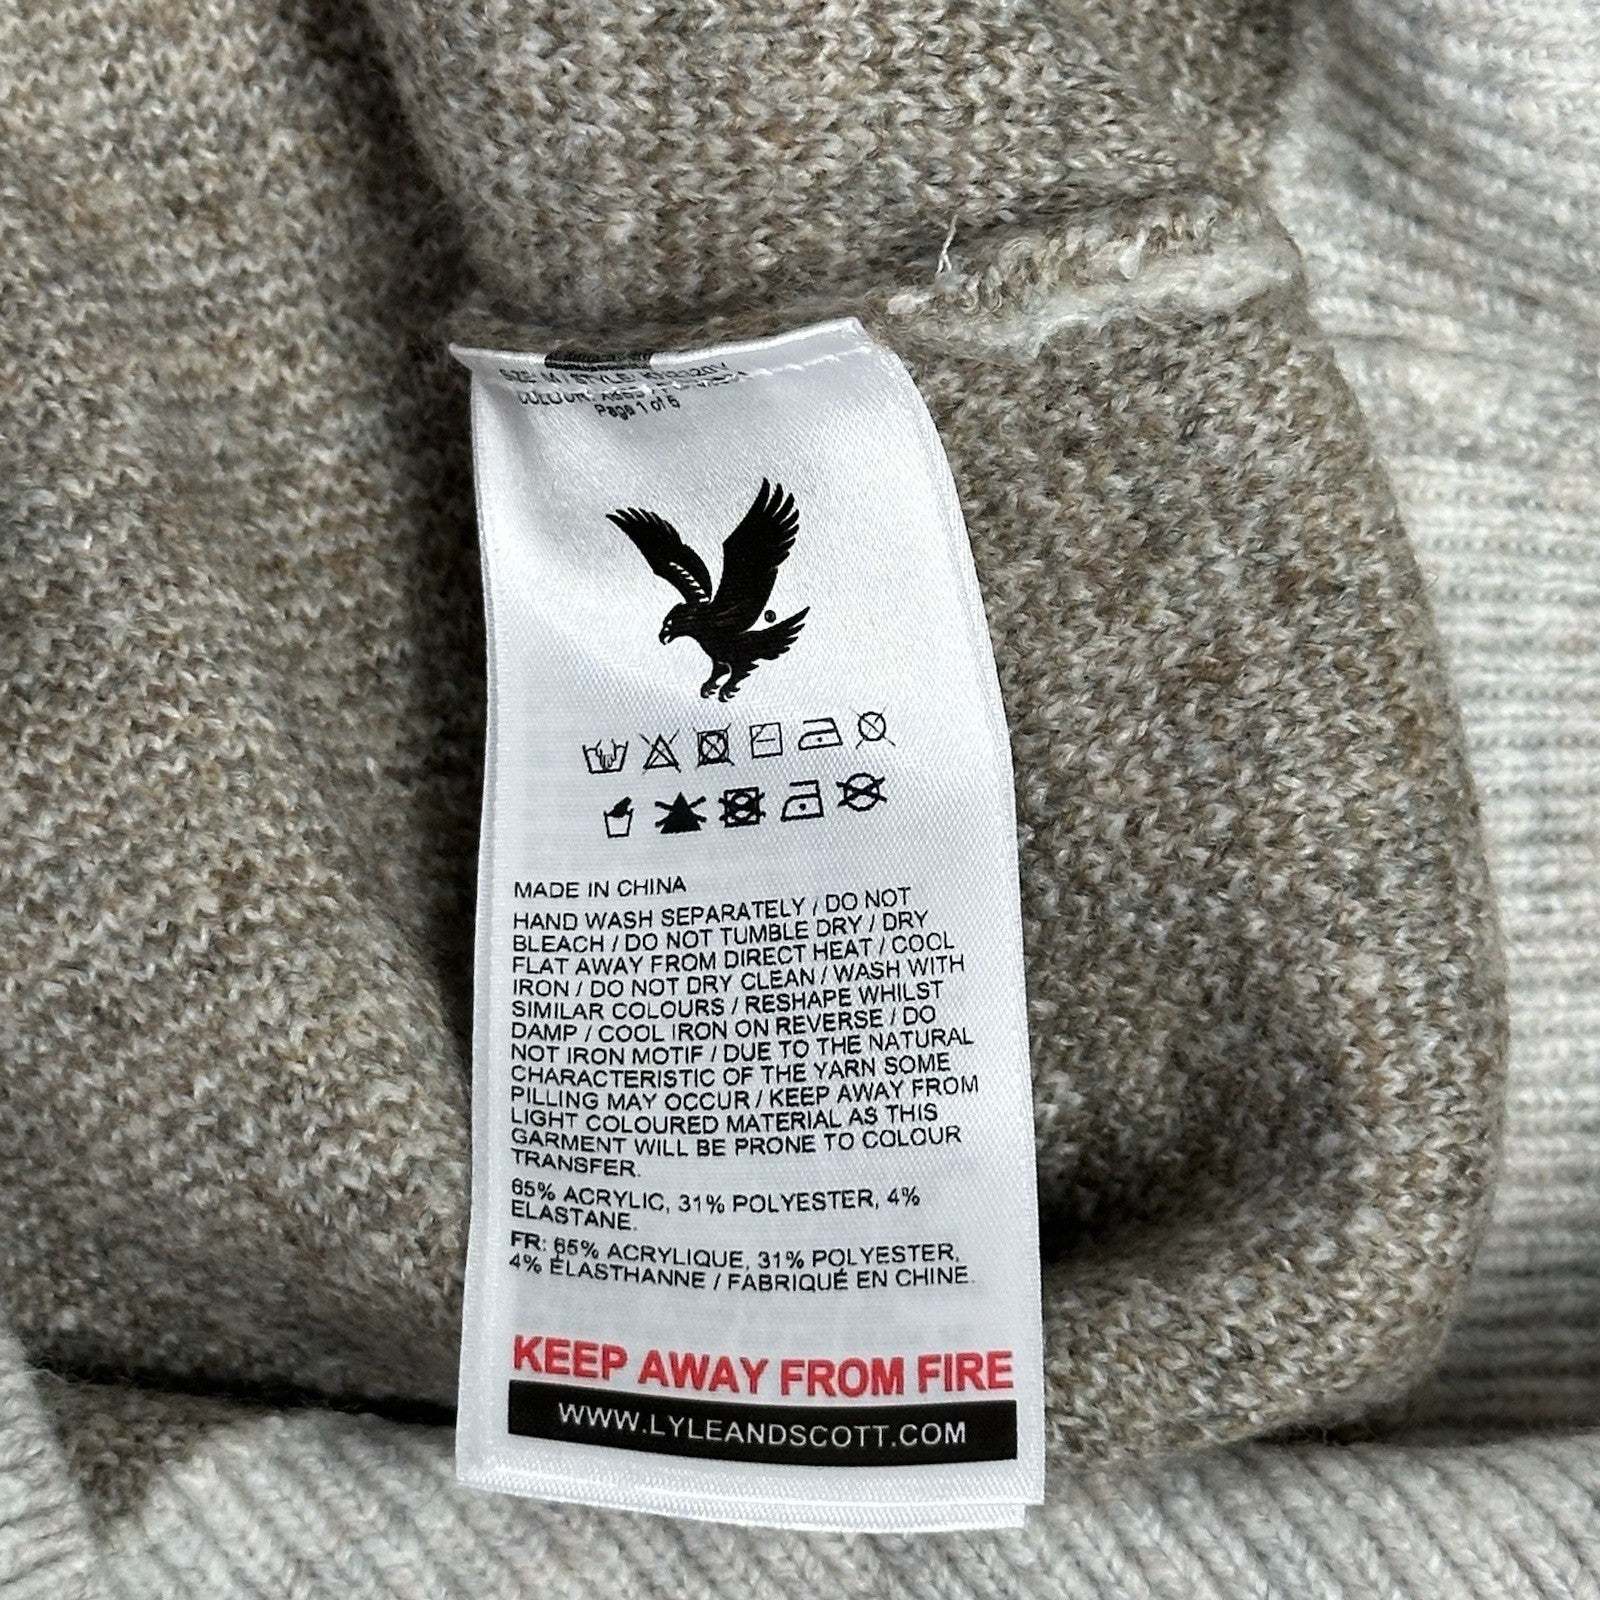 SIZE: M / STYLE:
COLOUR:
Page 1 of 6
®
MADE IN CHINA
HAND WASH SEPARATELY / DO NOT
BLEACH / DO NOT TUMBLE DRY / DRY
FLAT AWAY FROM DIRECT HEAT / COOL
IRON / DO NOT DRY CLEAN / WASH WITH
SIMILAR COLOURS / RESHAPE WHILST
DAMP / COOL IRON ON REVERSE / DO
NOT IRON MOTIF / DUE TO THE NATURAL
CHARACTERISTIC OF THE YARN SOME
PILLING MAY OCCUR / KEEP AWAY FROM
LIGHT COLOURED MATERIAL AS THIS
GARMENT WILL BE PRONE TO COLOUR
TRANSFER.
65% ACRYLIC, 31% POLYESTER, 4%
ELASTANE.
FR: 65% ACRYLIQUE, 31% POLYESTER,
4% ÉLASTHANNE / FABRIQUÉ EN CHINE.
KEEP AWAY FROM FIRE
WWW.LYLEANDSCOTT.COM